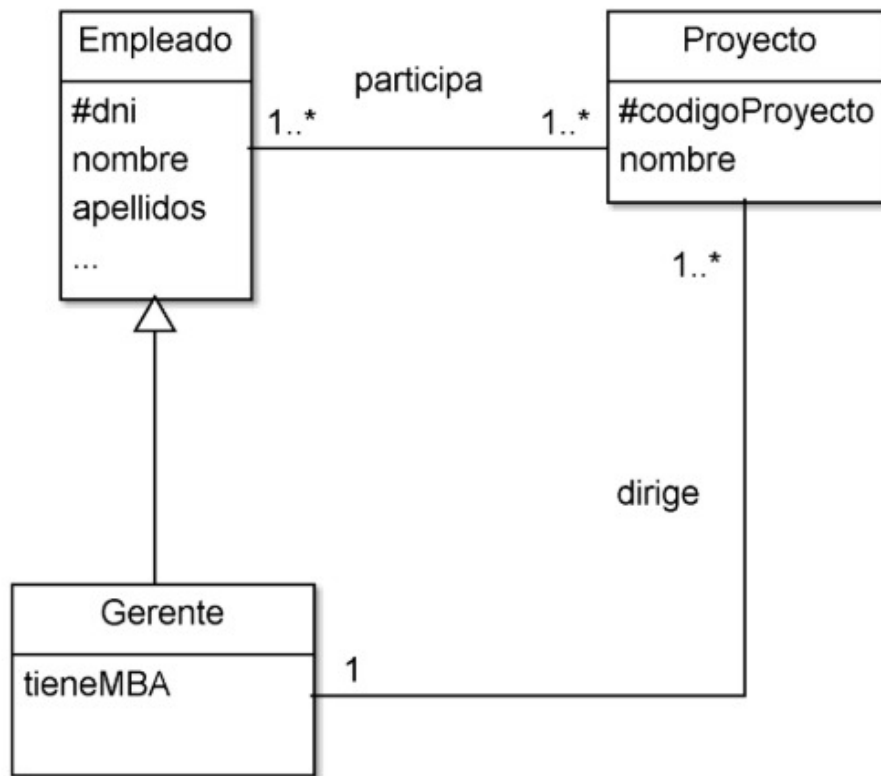 Empleado
#dni
nombre
apellidos
...
participa
1..*
1..*
Proyecto
#codigoProyecto
nombre
1..*
dirige
Gerente
tieneMBA
1